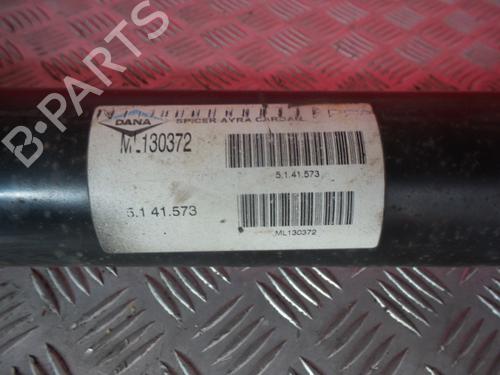 DANA
SPICER AYRA CARDAN
ML130372
5.1.41.573
5.1 41.573
ML130372
B-PARTS